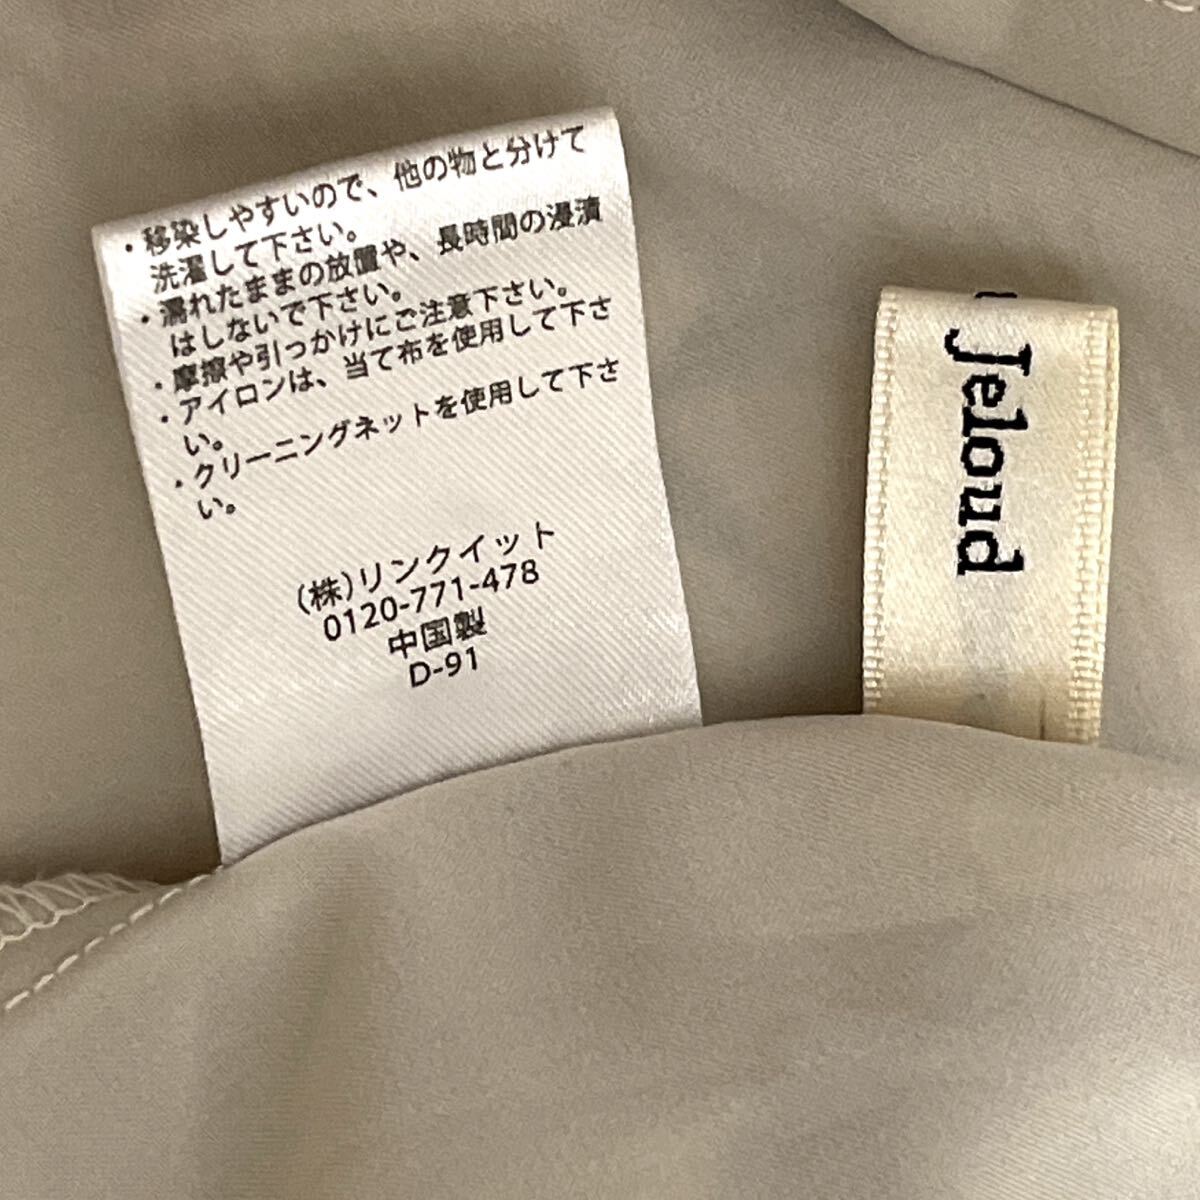 ・移染しやすいので、他の物と分けて
洗濯して下さい。
・濡れたままの放置や、長時間の浸漬
はしないで下さい。
・摩擦や引っかけにご注意下さい。
・アイロンは、当て布を使用して下さ
い。
・クリーニングネットを使用して下さ
い。
(株)リンクイット
0120-771-478
中国製
D-91
Jeloud